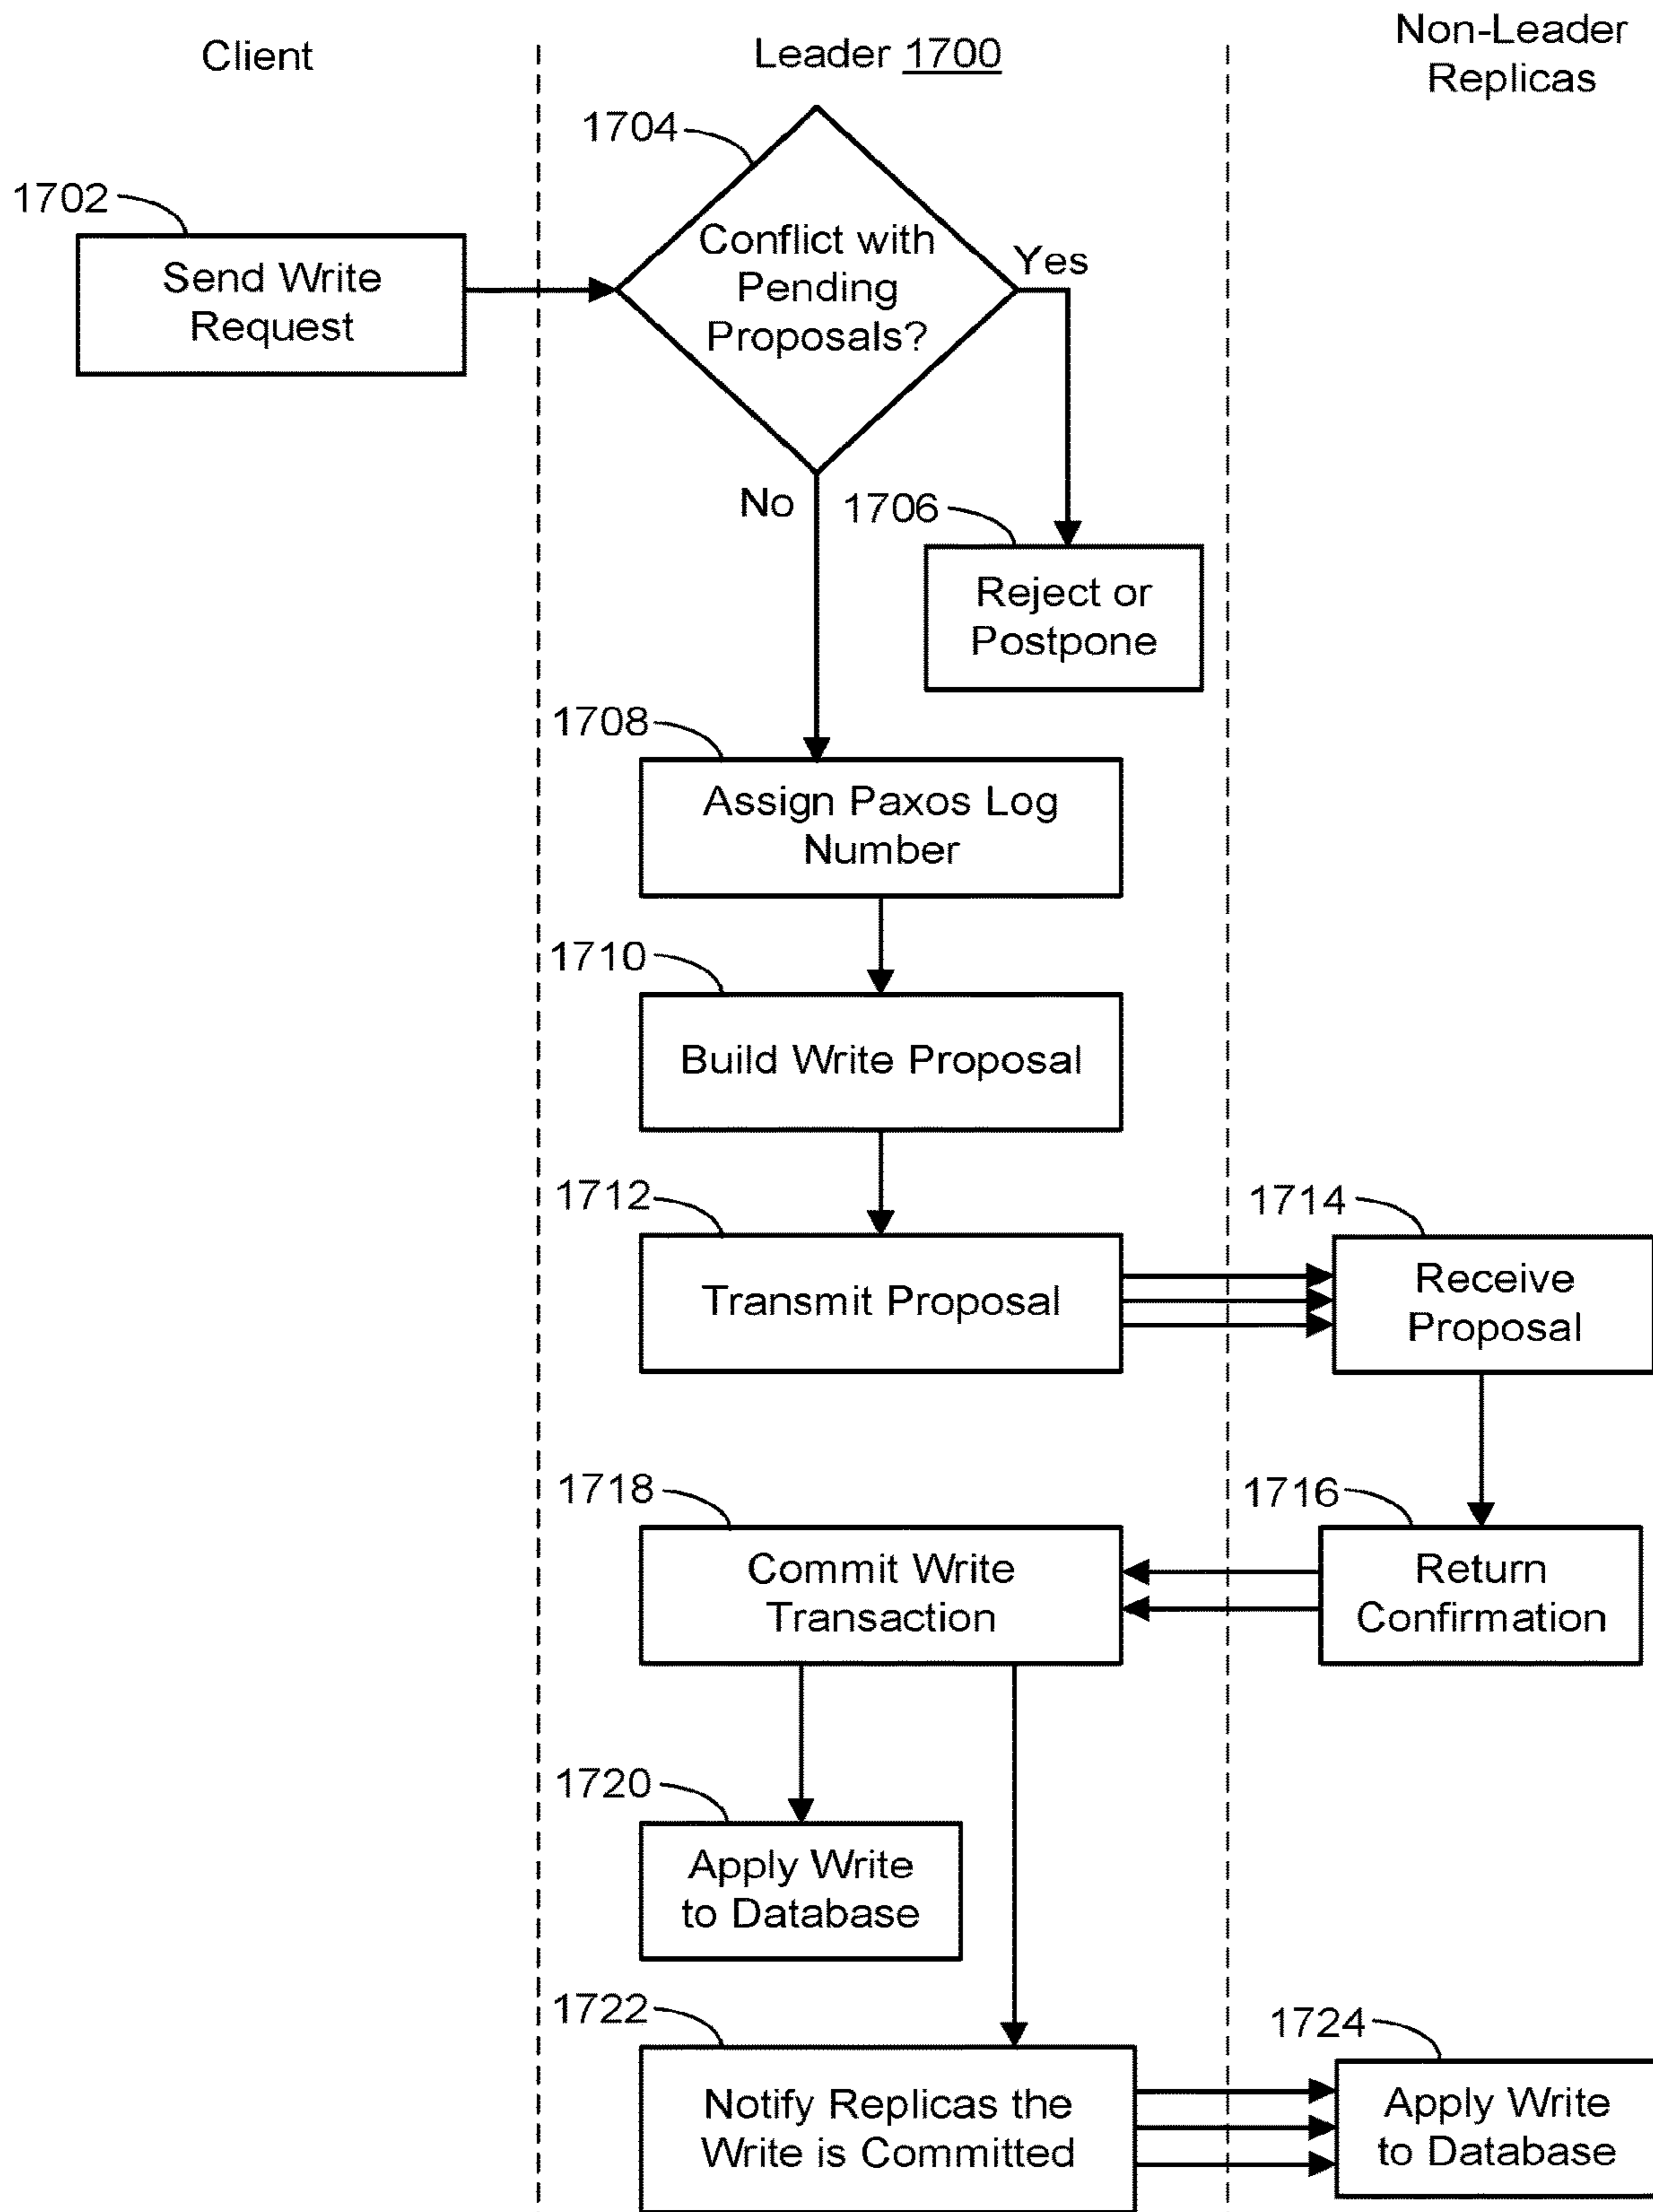 Client
Leader 1700
Non-Leader
Replicas
1702
Send Write
Request
1704
Conflict with
Pending
Proposals?
Yes
No
1706
Reject or
Postpone
1708
Assign Paxos Log
Number
1710
Build Write Proposal
1712
Transmit Proposal
1714
Receive
Proposal
1716
Return
Confirmation
1718
Commit Write
Transaction
1720
Apply Write
to Database
1722
Notify Replicas the
Write is Committed
1724
Apply Write
to Database